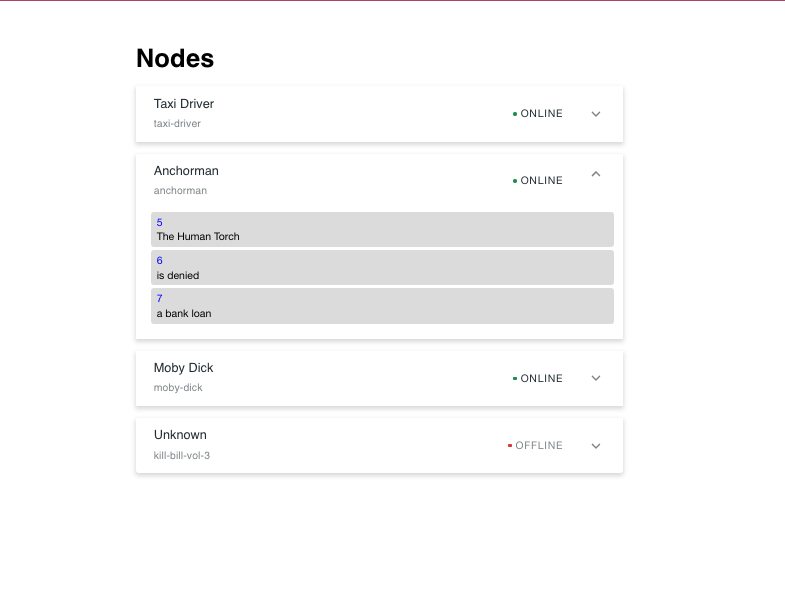 Nodes
Taxi Driver
taxi-driver
ONLINE
Anchorman
anchorman
ONLINE
5
The Human Torch
6
is denied
7
a bank loan
Moby Dick
moby-dick
ONLINE
Unknown
kill-bill-vol-3
OFFLINE